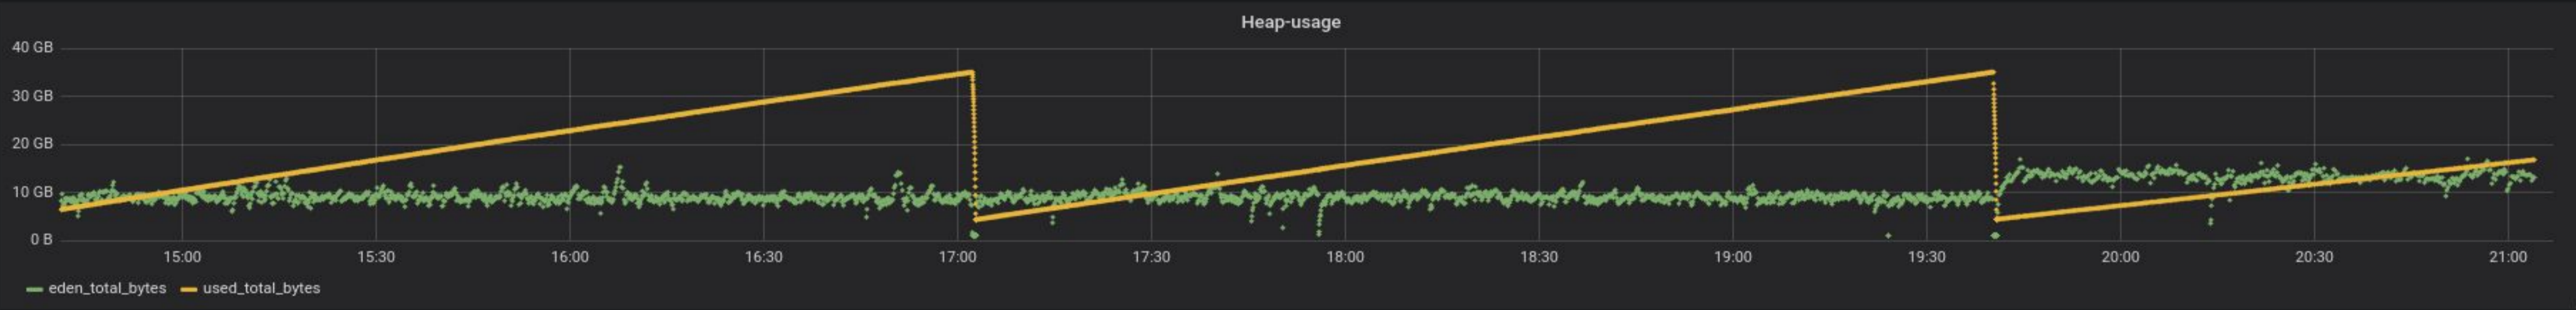 Heap-usage
40 GB
30 GB
20 GB
10 GB
0 B
15:00 15:30 16:00 16:30 17:00 17:30 18:00 18:30 19:00 19:30 20:00 20:30 21:00
eden_total_bytes used_total_bytes